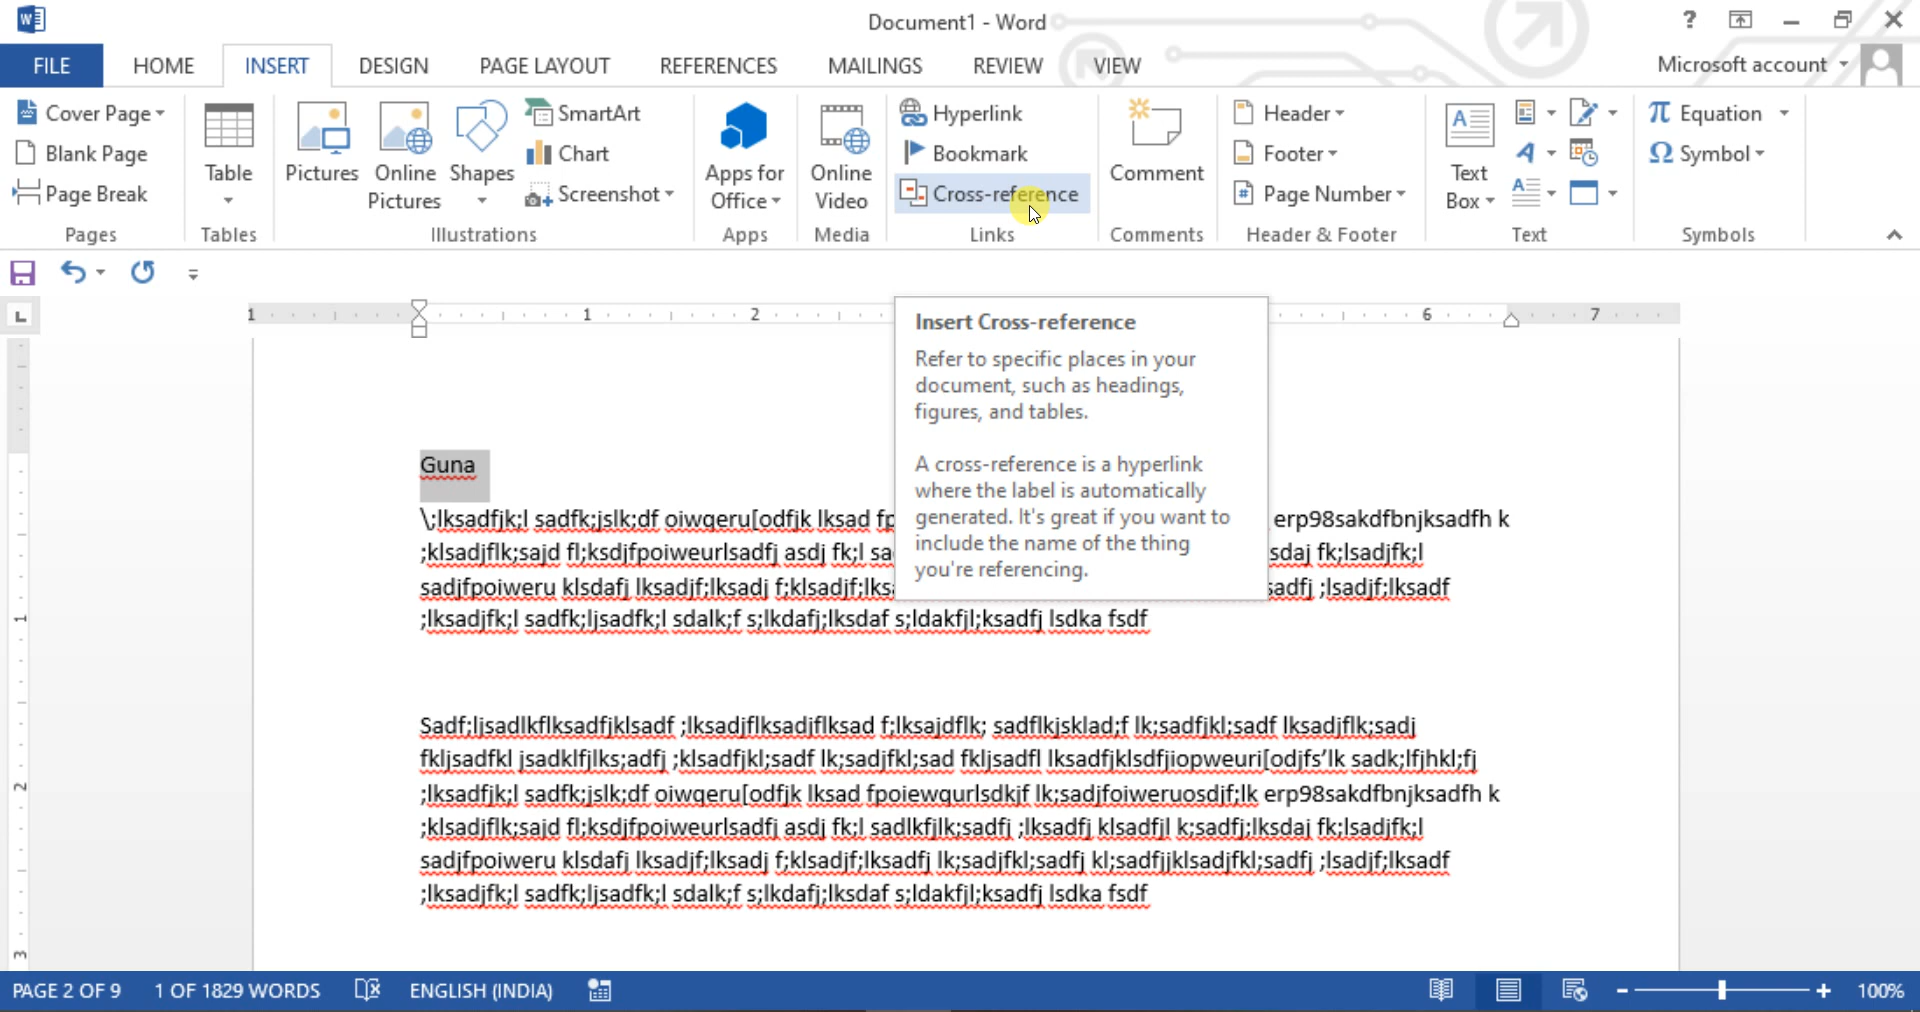 Document1 - Word
?
FILE HOME INSERT DESIGN PAGE LAYOUT REFERENCES MAILINGS REVIEW VIEW Microsoft account
Cover Page
Blank Page
Page Break
Pages
Table
Tables
Pictures
Online
Pictures
Shapes
SmartArt
Chart
Screenshot
Illustrations
Apps for
Office
Apps
Online
Video
Media
Hyperlink
Bookmark
Cross-reference
Links
Comment
Comments
Header
Footer
Page Number
Header & Footer
Text
Box
Text
Equation
Symbol
Symbols
1 1 2 6 7
Insert Cross-reference
Refer to specific places in your
document, such as headings,
figures, and tables.
A cross-reference is a hyperlink
where the label is automatically
generated. It's great if you want to
include the name of the thing
you're referencing.
Guna
\;lksadfjk;l sadfk;jslk;df oiwqeru[odfjk lksad fp erp98sakdfbnjksadfh k
;klsadjflk;sajd fl;ksdjfpoiweurlsadfj asdj fk;l sa sdaj fk;lsadjfk;l
sadjfpoiweru klsdafj lksadjf;lksadj f;klsadjf;lks sadfj ;lsadjf;lksadf
;lksadjfk;l sadfk;ljsadfk;l sdalk;f s;lkdafj;lksdaf s;ldakfjl;ksadfj lsdka fsdf
Sadf;ljsadlkflksadfjklsadf ;lksadjflksadjflksad f;lksajdflk; sadflkjsklad;f lk;sadfjkl;sadf lksadjflk;sadj
fkljsadfkl jsadklfjlks;adfj ;klsadfjkl;sadf lk;sadjfkl;sad fkljsadfl lksadfjklsdfjiopweuri[odjfs’lk sadk;lfjhkl;fj
;lksadfjk;l sadfk;jslk;df oiwqeru[odfjk lksad fpoiewqurlsdkjf lk;sadjfoiweruosdjf;lk erp98sakdfbnjksadfh k
;klsadjflk;sajd fl;ksdjfpoiweurlsadfj asdj fk;l sadlkfjlk;sadfj ;lksadfj klsadfjl k;sadfj;lksdaj fk;lsadjfk;l
sadjfpoiweru klsdafj lksadjf;lksadj f;klsadjf;lksadfj lk;sadjfkl;sadfj kl;sadfjjklsadjfkl;sadfj ;lsadjf;lksadf
;lksadjfk;l sadfk;ljsadfk;l sdalk;f s;lkdafj;lksdaf s;ldakfjl;ksadfj lsdka fsdf
1
2
3
PAGE 2 OF 9 1 OF 1829 WORDS ENGLISH (INDIA) 100%